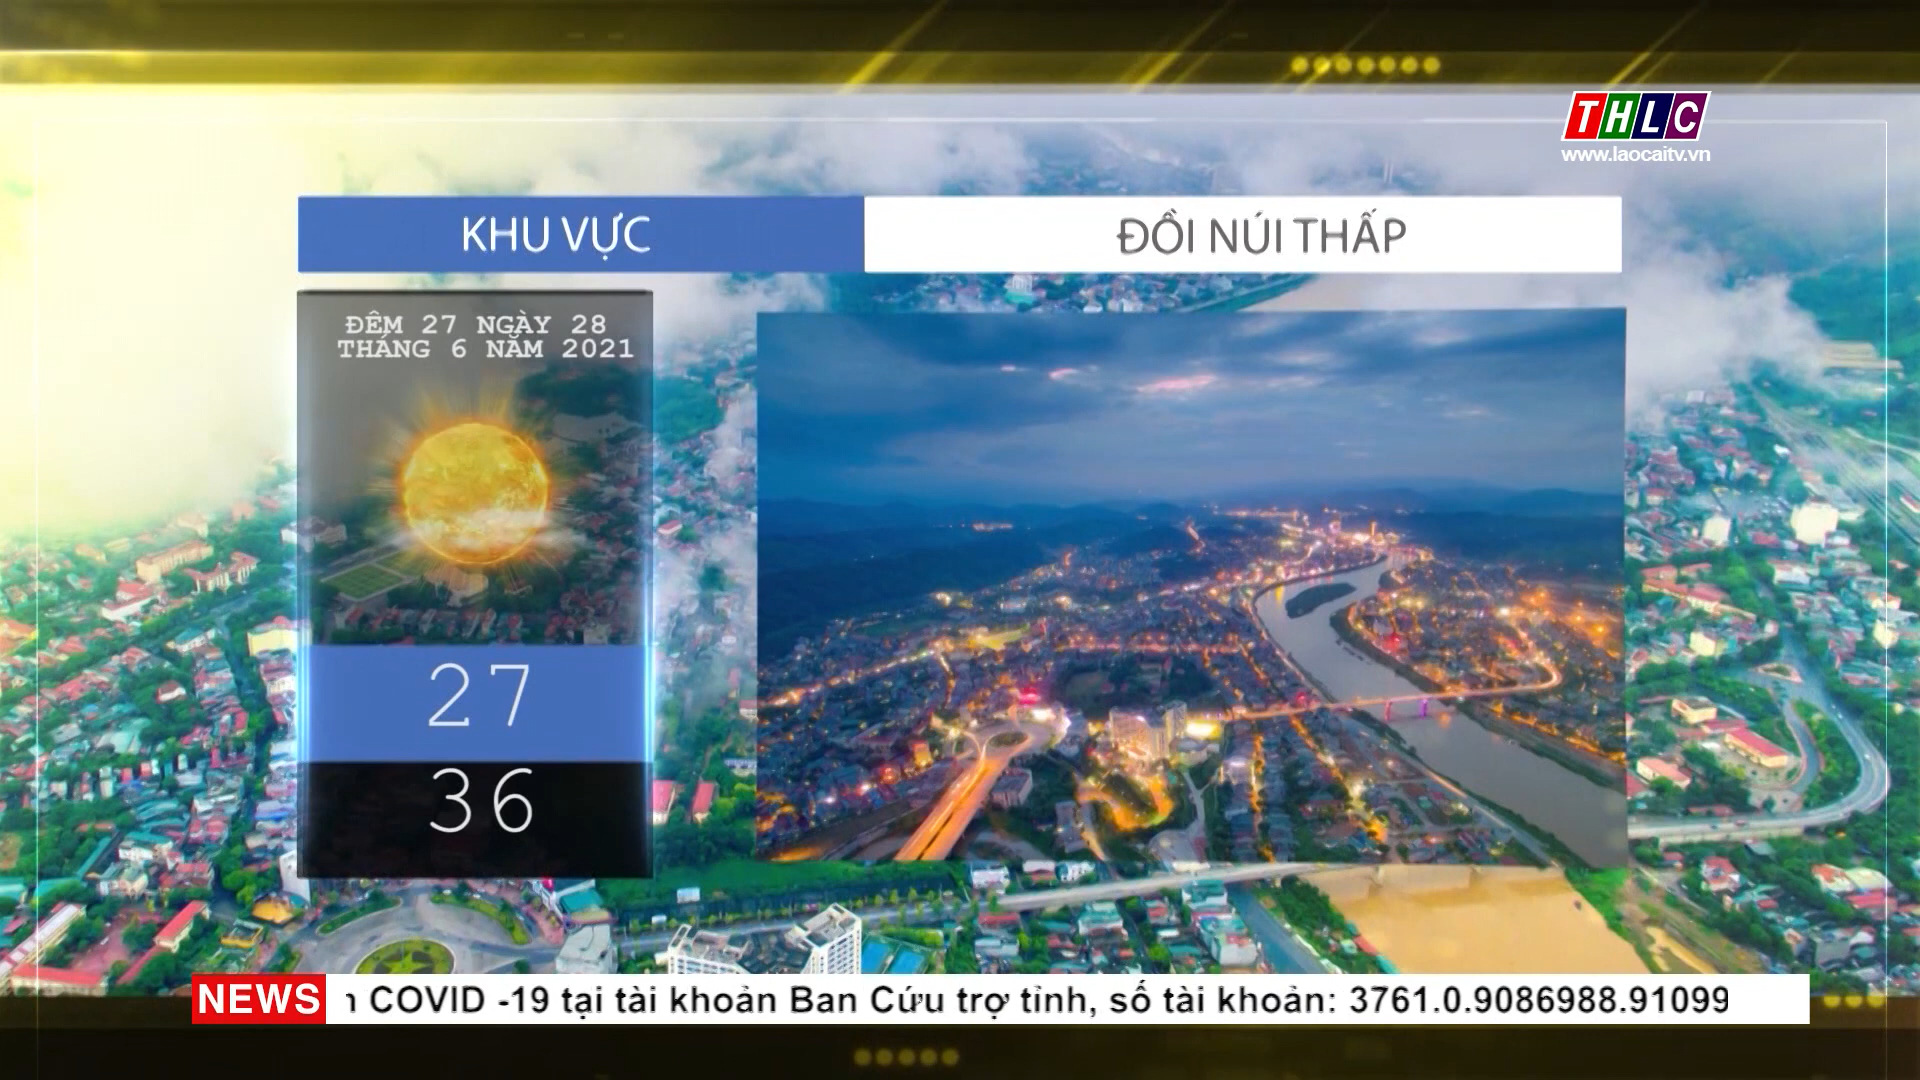 THLC
www.laocaitv.vn
KHU VỰC
ĐỒI NÚI THẤP
ĐÊM 27 NGÀY 28
THÁNG 6 NĂM 2021
27
36
NEWS
COVID -19 tại tài khoản Ban Cứu trợ tỉnh, số tài khoản: 3761.0.9086988.91099